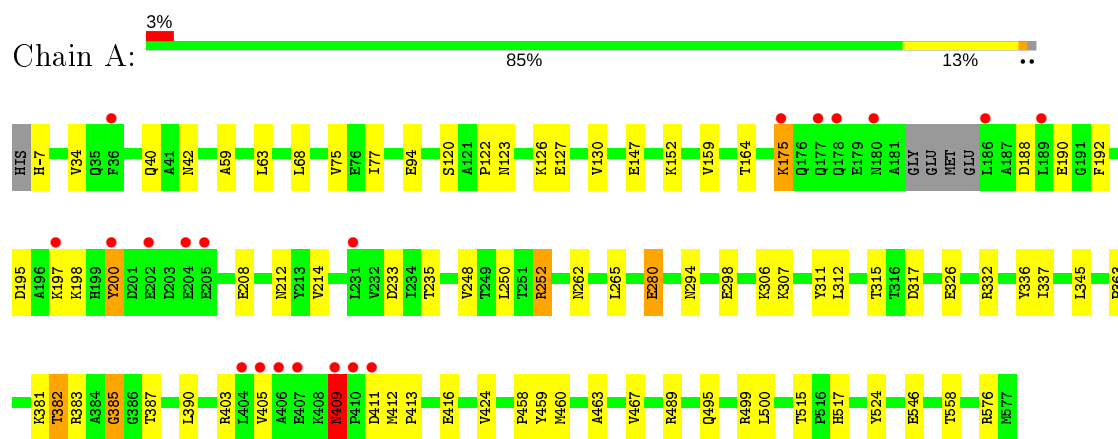 3%
Chain A:
85% 13% ••
HIS H-7 V34 Q35 F36 Q40 A41 N42 A59 L63 L68 V75 E76 I77 E94 S120 A121 P122 N123 K126 E127 V130 E147 K152 V159 T164 K175 Q176 Q177 Q178 E179 N180 A181 GLY GLU MET GLU L186 A187 D188 L189 E190 G191 F192
D195 A196 K197 K198 H199 Y200 D201 E202 D203 E204 E205 E208 N212 Y213 V214 L231 V232 D233 I234 T235 V248 T249 L250 T251 R252 N262 L265 E280 N294 E298 K306 K307 Y311 L312 T315 T316 D317 E326 R332 Y336 I337 L345
K381 T382 R383 A384 G385 G386 T387 L390 R403 L404 V405 A406 E407 K408 N409 P410 D411 M412 P413 E416 V424 P458 Y459 M460 A463 V467 R489 Q495 R499 L500 T515 P516 H517 Y524 E546 T558 R576 M577